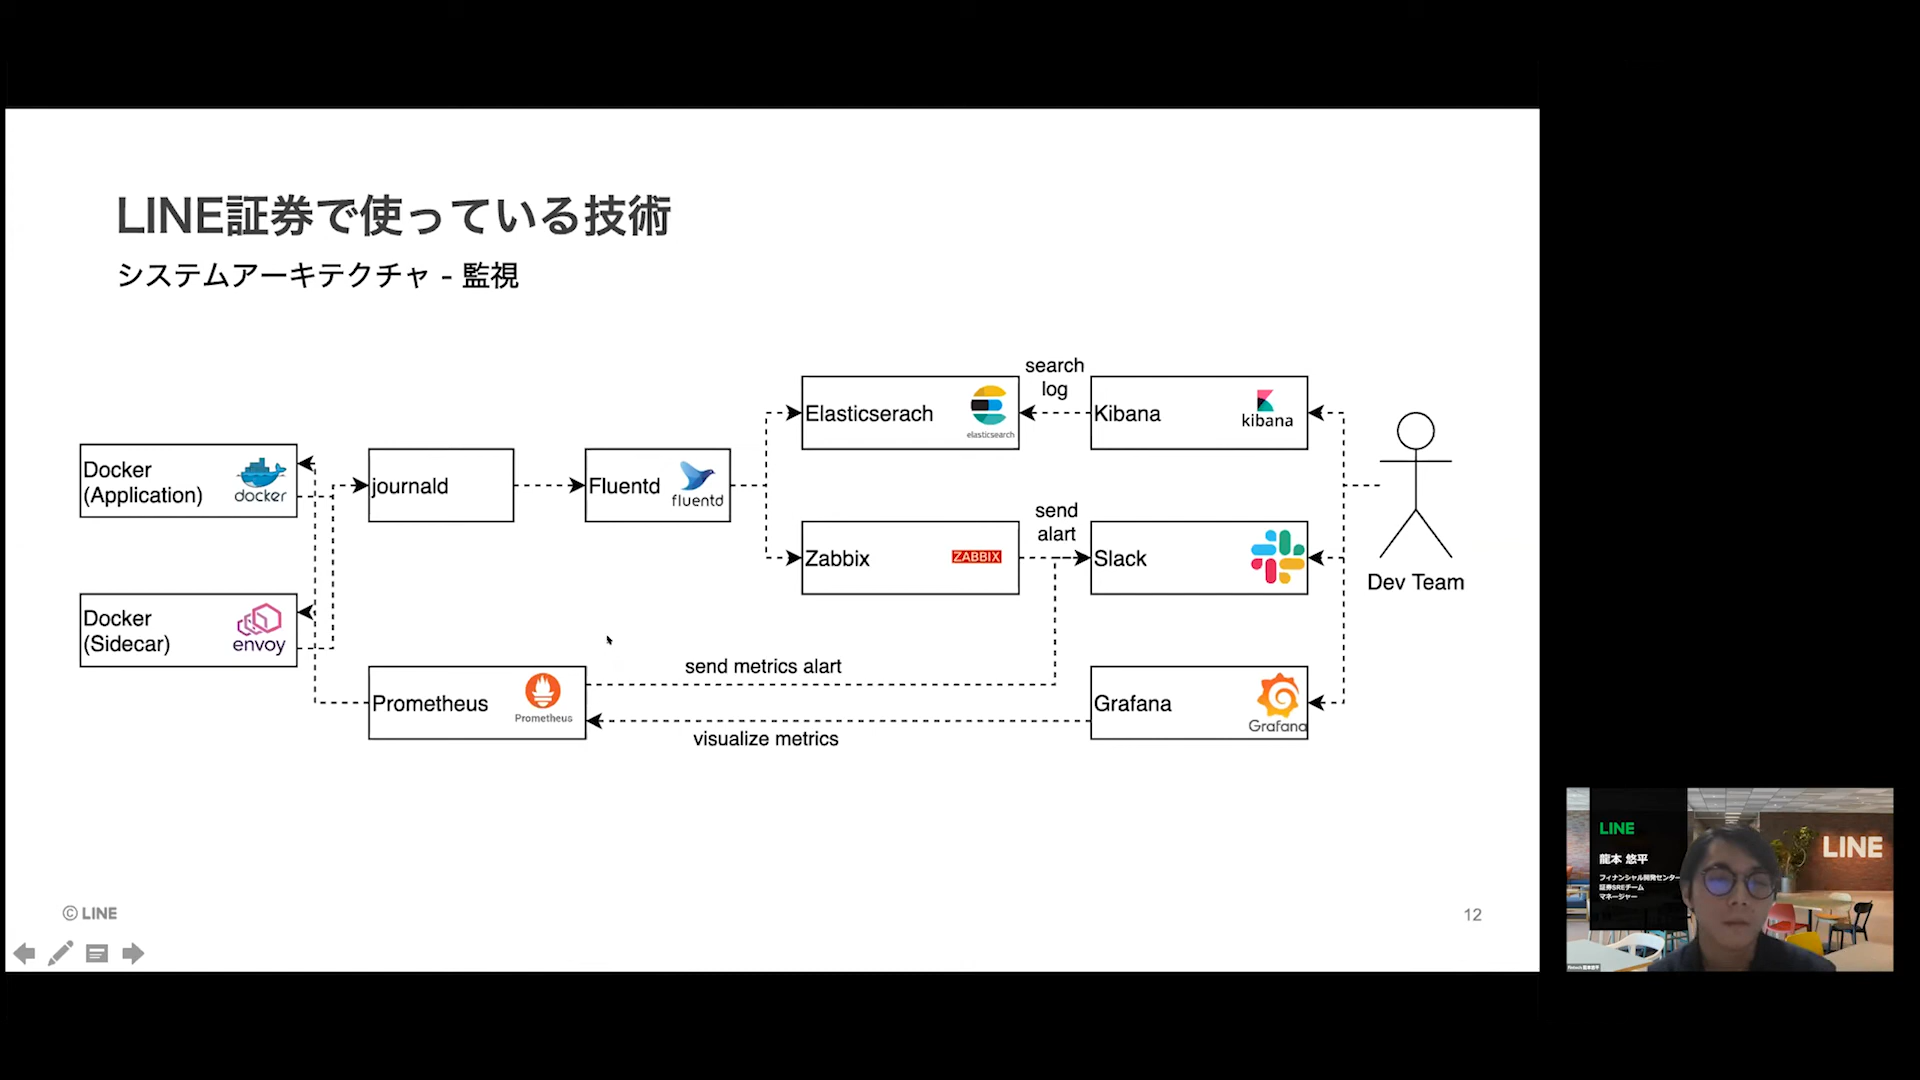 LINE証券で使っている技術
システムアーキテクチャ - 監視
Docker
(Application)
docker
journald
Fluentd
fluentd
Elasticserach
elasticsearch
search
log
Kibana
kibana
Zabbix
ZABBIX
send
alart
Slack
Dev Team
Docker
(Sidecar)
envoy
Prometheus
Prometheus
send metrics alart
visualize metrics
Grafana
Grafana
© LINE
12
LINE
龍本 悠平
フィナンシャル開発センター
証券SREチーム
マネージャー
LINE